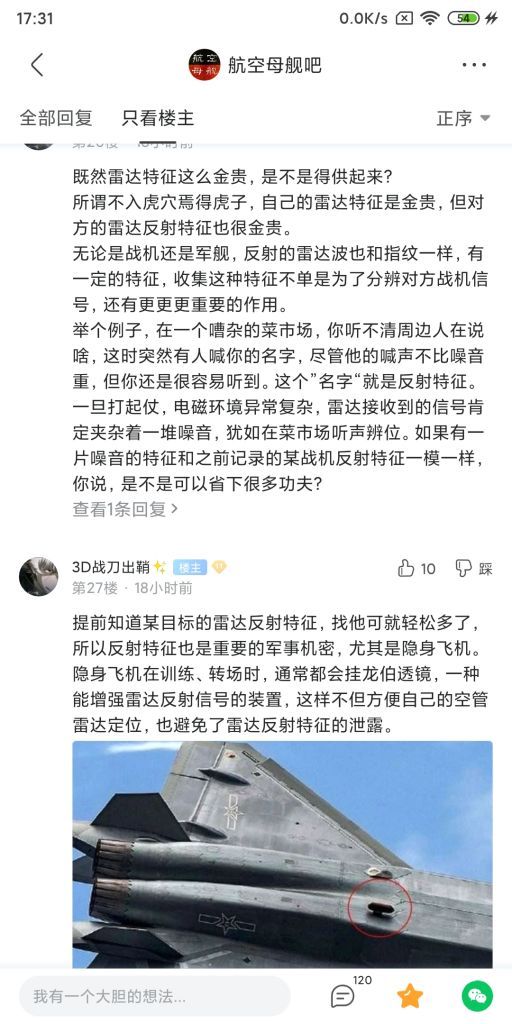 17:31
0.0K/s
54
航空母舰吧
全部回复 只看楼主 正序
既然雷达特征这么金贵，是不是得供起来？
所谓不入虎穴焉得虎子，自己的雷达特征是金贵，但对
方的雷达反射特征也很金贵。
无论是战机还是军舰，反射的雷达波也和指纹一样，有
一定的特征，收集这种特征不单是为了分辨对方战机信
号，还有更更更重要的作用。
举个例子，在一个嘈杂的菜市场，你听不清周边人在说
啥，这时突然有人喊你的名字，尽管他的喊声不比噪音
重，但你还是很容易听到。这个”名字“就是反射特征。
一旦打起仗，电磁环境异常复杂，雷达接收到的信号肯
定夹杂着一堆噪音，犹如在菜市场听声辨位。如果有一
片噪音的特征和之前记录的某战机反射特征一模一样，
你说，是不是可以省下很多功夫？
查看1条回复
3D战刀出鞘 楼主 10 踩
第27楼 · 18小时前
提前知道某目标的雷达反射特征，找他可就轻松多了，
所以反射特征也是重要的军事机密，尤其是隐身飞机。
隐身飞机在训练、转场时，通常都会挂龙伯透镜，一种
能增强雷达反射信号的装置，这样不但方便自己的空管
雷达定位，也避免了雷达反射特征的泄露。
我有一个大胆的想法...
120